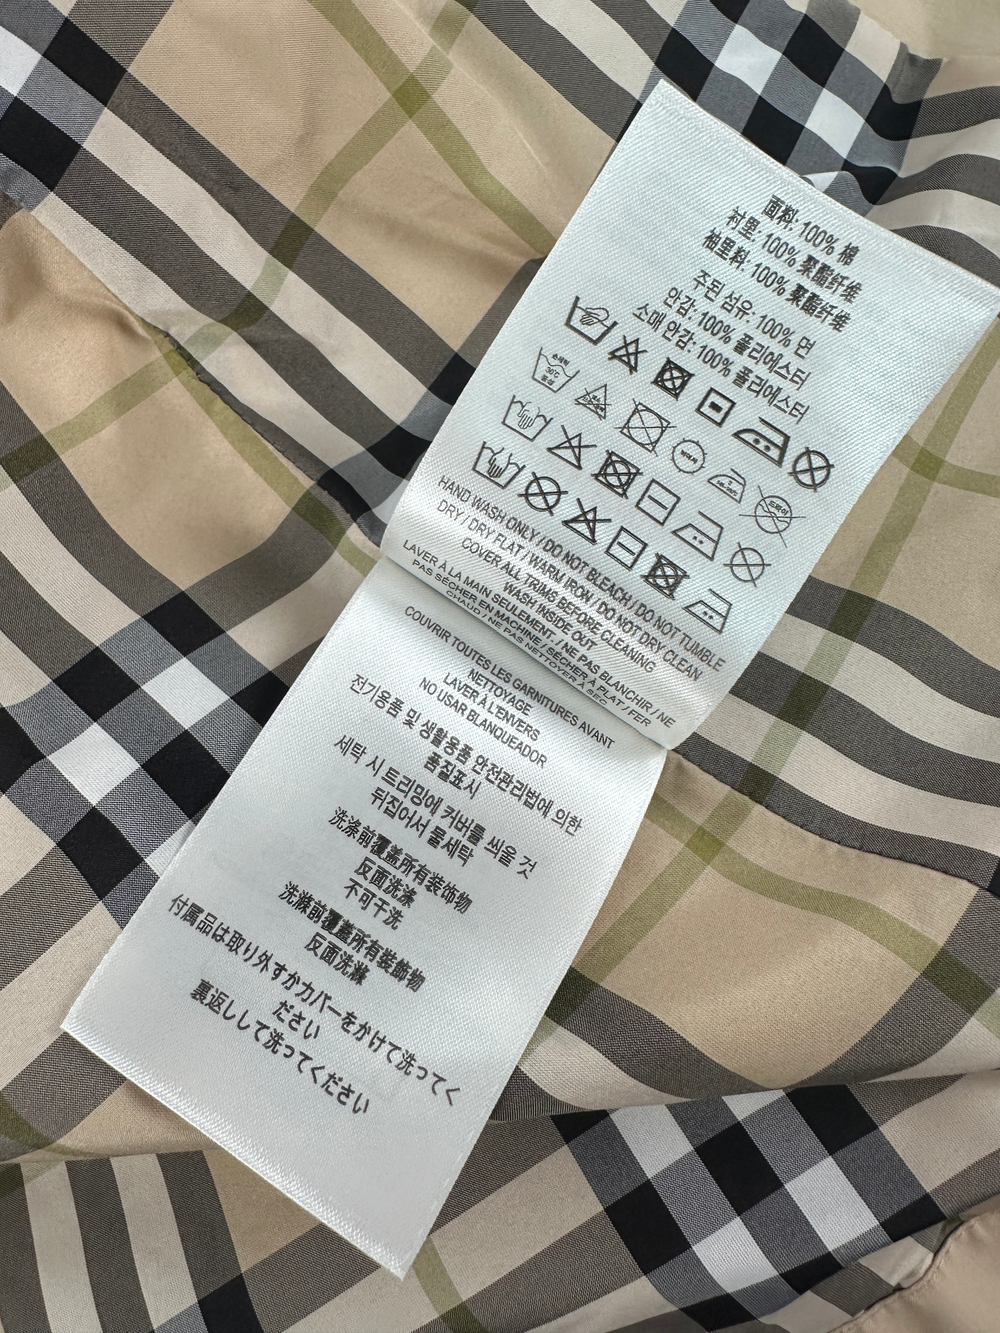 面料: 100% 棉
衬里: 100% 聚酯纤维
袖里料: 100% 聚酯纤维
주된 섬유: 100% 면
안감: 100% 폴리에스터
소매 안감: 100% 폴리에스터
손세탁
30°C
중성
드라이
HAND WASH ONLY / DO NOT BLEACH / DO NOT TUMBLE
DRY / DRY FLAT / WARM IRON / DO NOT DRY CLEAN
COVER ALL TRIMS BEFORE CLEANING
WASH INSIDE OUT
LAVER À LA MAIN SEULEMENT. / NE PAS BLANCHIR / NE
PAS SÉCHER EN MACHINE / SÉCHER À PLAT / FER
CHAUD / NE PAS NETTOYER À SEC
COUVRIR TOUTES LES GARNITURES AVANT
NETTOYAGE
LAVER À L'ENVERS
NO USAR BLANQUEADOR
전기용품 및 생활용품 안전관리법에 의한
품질표시
세탁 시 트리밍에 커버를 씌울 것
뒤집어서 물세탁
洗涤前覆盖所有装饰物
反面洗涤
不可干洗
洗滌前覆蓋所有裝飾物
反面洗滌
付属品は取り外すかカバーをかけて洗ってく
ださい
裏返しして洗ってください